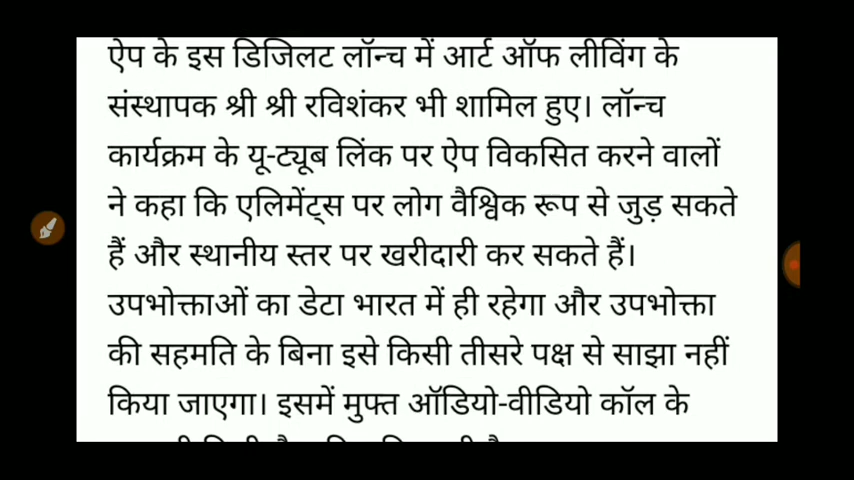 ऐप के इस डिजिलट लॉन्च में आर्ट ऑफ लीविंग के
संस्थापक श्री श्री रविशंकर भी शामिल हुए। लॉन्च
कार्यक्रम के यू-ट्यूब लिंक पर ऐप विकसित करने वालों
ने कहा कि एलिमेंट्स पर लोग वैश्विक रूप से जुड़ सकते
हैं और स्थानीय स्तर पर खरीदारी कर सकते हैं।
उपभोक्ताओं का डेटा भारत में ही रहेगा और उपभोक्ता
की सहमति के बिना इसे किसी तीसरे पक्ष से साझा नहीं
किया जाएगा। इसमें मुफ्त ऑडियो-वीडियो कॉल के